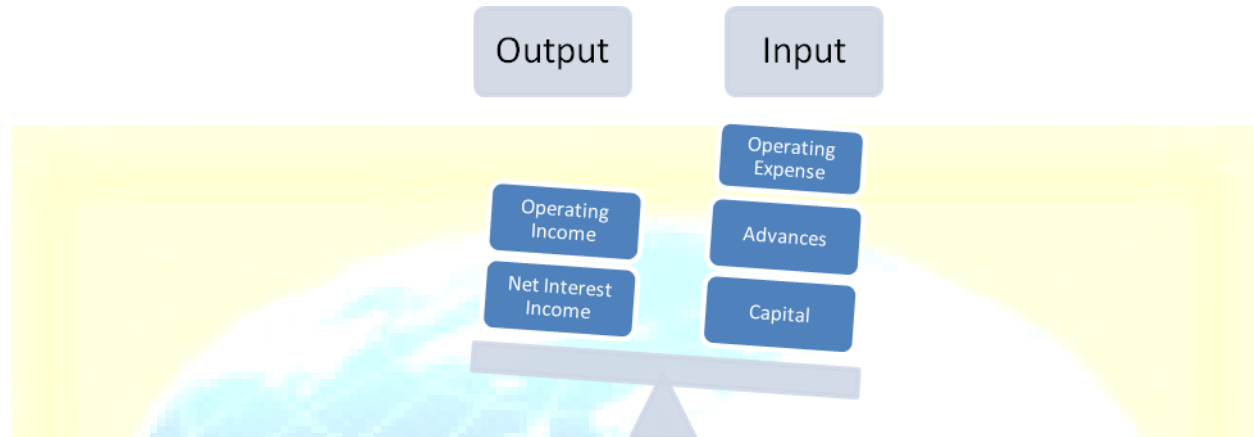 Output
Input
Operating
Expense
Operating
Income
Advances
Net Interest
Income
Capital